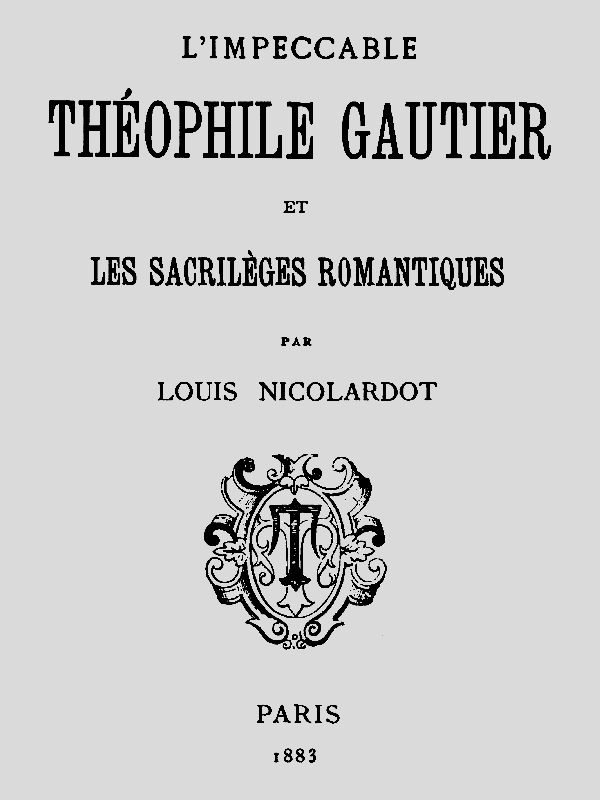 L'IMPECCABLE
THÉOPHILE GAUTIER
ET
LES SACRILÈGES ROMANTIQUES
PAR
LOUIS NICOLARDOT
T
PARIS
1883